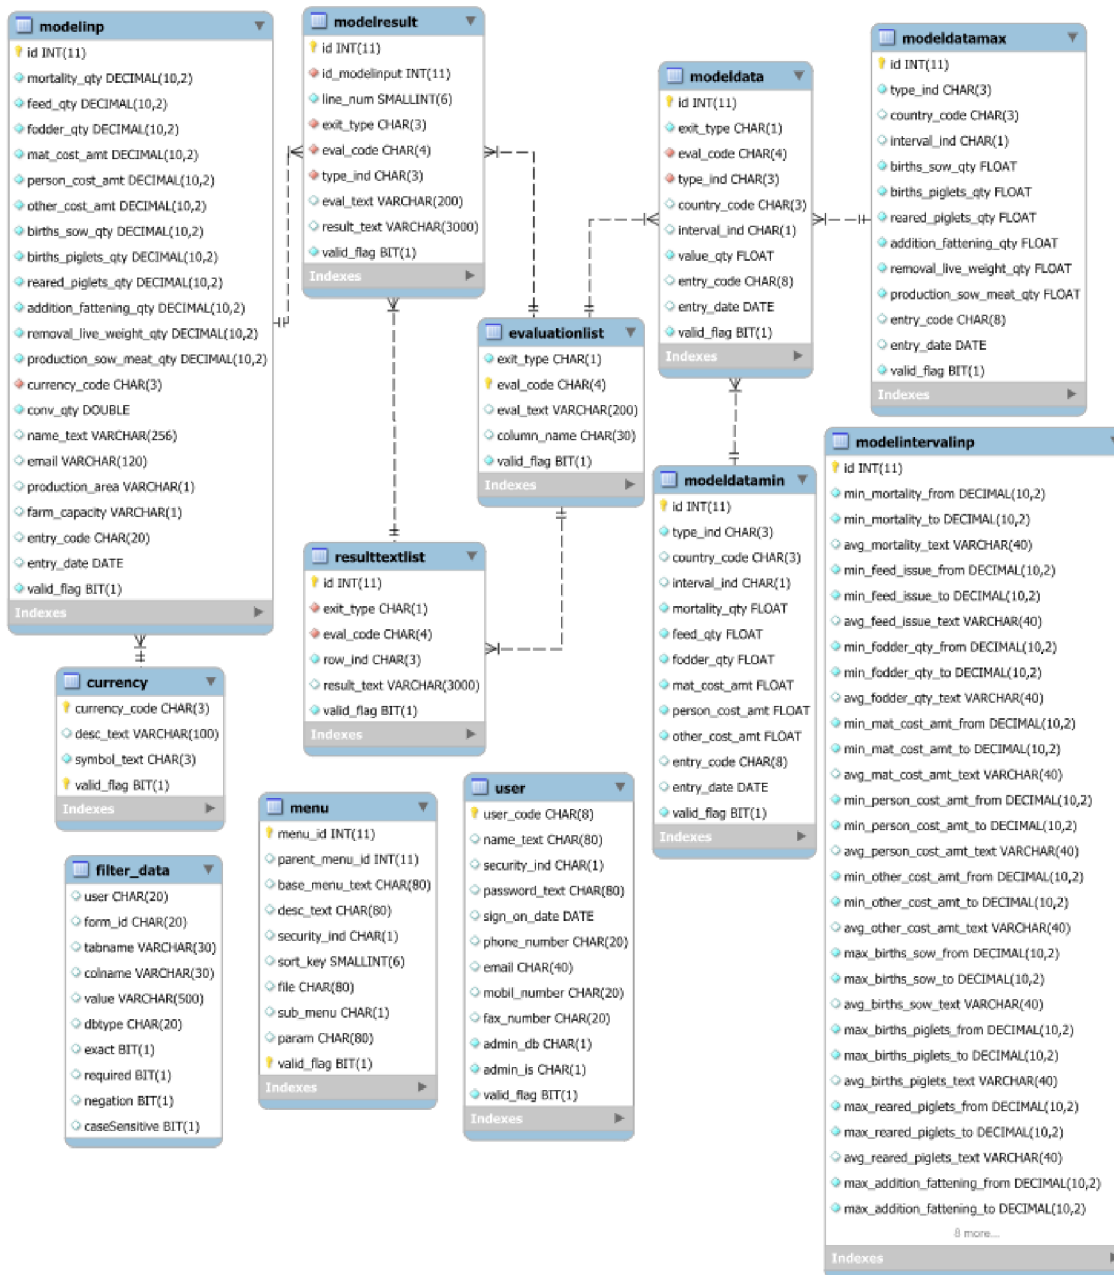 modelinp
id INT(11)
mortality_qty DECIMAL(10,2)
feed_qty DECIMAL(10,2)
fodder_qty DECIMAL(10,2)
mat_cost_amt DECIMAL(10,2)
person_cost_amt DECIMAL(10,2)
other_cost_amt DECIMAL(10,2)
births_sow_qty DECIMAL(10,2)
births_piglets_qty DECIMAL(10,2)
reared_piglets_qty DECIMAL(10,2)
addition_fattening_qty DECIMAL(10,2)
removal_live_weight_qty DECIMAL(10,2)
production_sow_meat_qty DECIMAL(10,2)
currency_code CHAR(3)
conv_qty DOUBLE
name_text VARCHAR(256)
email VARCHAR(120)
production_area VARCHAR(1)
farm_capacity VARCHAR(1)
entry_code CHAR(20)
entry_date DATE
valid_flag BIT(1)
Indexes
modelresult
id INT(11)
id_modelinput INT(11)
line_num SMALLINT(6)
exit_type CHAR(3)
eval_code CHAR(4)
type_ind CHAR(3)
eval_text VARCHAR(200)
result_text VARCHAR(3000)
valid_flag BIT(1)
Indexes
modeldata
id INT(11)
exit_type CHAR(1)
eval_code CHAR(4)
type_ind CHAR(3)
country_code CHAR(3)
interval_ind CHAR(1)
value_qty FLOAT
entry_code CHAR(8)
entry_date DATE
valid_flag BIT(1)
Indexes
modeldatamax
id INT(11)
type_ind CHAR(3)
country_code CHAR(3)
interval_ind CHAR(1)
births_sow_qty FLOAT
births_piglets_qty FLOAT
reared_piglets_qty FLOAT
addition_fattening_qty FLOAT
removal_live_weight_qty FLOAT
production_sow_meat_qty FLOAT
entry_code CHAR(8)
entry_date DATE
valid_flag BIT(1)
Indexes
evaluationlist
exit_type CHAR(1)
eval_code CHAR(4)
eval_text VARCHAR(200)
column_name CHAR(30)
valid_flag BIT(1)
Indexes
resulttextlist
id INT(11)
exit_type CHAR(1)
eval_code CHAR(4)
row_ind CHAR(3)
result_text VARCHAR(3000)
valid_flag BIT(1)
Indexes
modeldatamin
id INT(11)
type_ind CHAR(3)
country_code CHAR(3)
interval_ind CHAR(1)
mortality_qty FLOAT
feed_qty FLOAT
fodder_qty FLOAT
mat_cost_amt FLOAT
person_cost_amt FLOAT
other_cost_amt FLOAT
entry_code CHAR(8)
entry_date DATE
valid_flag BIT(1)
Indexes
modelintervalinp
id INT(11)
min_mortality_from DECIMAL(10,2)
min_mortality_to DECIMAL(10,2)
avg_mortality_text VARCHAR(40)
min_feed_issue_from DECIMAL(10,2)
min_feed_issue_to DECIMAL(10,2)
avg_feed_issue_text VARCHAR(40)
min_fodder_qty_from DECIMAL(10,2)
min_fodder_qty_to DECIMAL(10,2)
avg_fodder_qty_text VARCHAR(40)
min_mat_cost_amt_from DECIMAL(10,2)
min_mat_cost_amt_to DECIMAL(10,2)
avg_mat_cost_amt_text VARCHAR(40)
min_person_cost_amt_from DECIMAL(10,2)
min_person_cost_amt_to DECIMAL(10,2)
avg_person_cost_amt_text VARCHAR(40)
min_other_cost_amt_from DECIMAL(10,2)
min_other_cost_amt_to DECIMAL(10,2)
avg_other_cost_amt_text VARCHAR(40)
max_births_sow_from DECIMAL(10,2)
max_births_sow_to DECIMAL(10,2)
avg_births_sow_text VARCHAR(40)
max_births_piglets_from DECIMAL(10,2)
max_births_piglets_to DECIMAL(10,2)
avg_births_piglets_text VARCHAR(40)
max_reared_piglets_from DECIMAL(10,2)
max_reared_piglets_to DECIMAL(10,2)
avg_reared_piglets_text VARCHAR(40)
max_addition_fattening_from DECIMAL(10,2)
max_addition_fattening_to DECIMAL(10,2)
8 more...
Indexes
currency
currency_code CHAR(3)
desc_text VARCHAR(100)
symbol_text CHAR(3)
valid_flag BIT(1)
Indexes
filter_data
user CHAR(20)
form_id CHAR(20)
tabname VARCHAR(30)
colname VARCHAR(30)
value VARCHAR(500)
dbtype CHAR(20)
exact BIT(1)
required BIT(1)
negation BIT(1)
caseSensitive BIT(1)
menu
menu_id INT(11)
parent_menu_id INT(11)
base_menu_text CHAR(80)
desc_text CHAR(80)
security_ind CHAR(1)
sort_key SMALLINT(6)
file CHAR(80)
sub_menu CHAR(1)
param CHAR(80)
valid_flag BIT(1)
Indexes
user
user_code CHAR(8)
name_text CHAR(80)
security_ind CHAR(1)
password_text CHAR(80)
sign_on_date DATE
phone_number CHAR(20)
email CHAR(40)
mobil_number CHAR(20)
fax_number CHAR(20)
admin_db CHAR(1)
admin_is CHAR(1)
valid_flag BIT(1)
Indexes